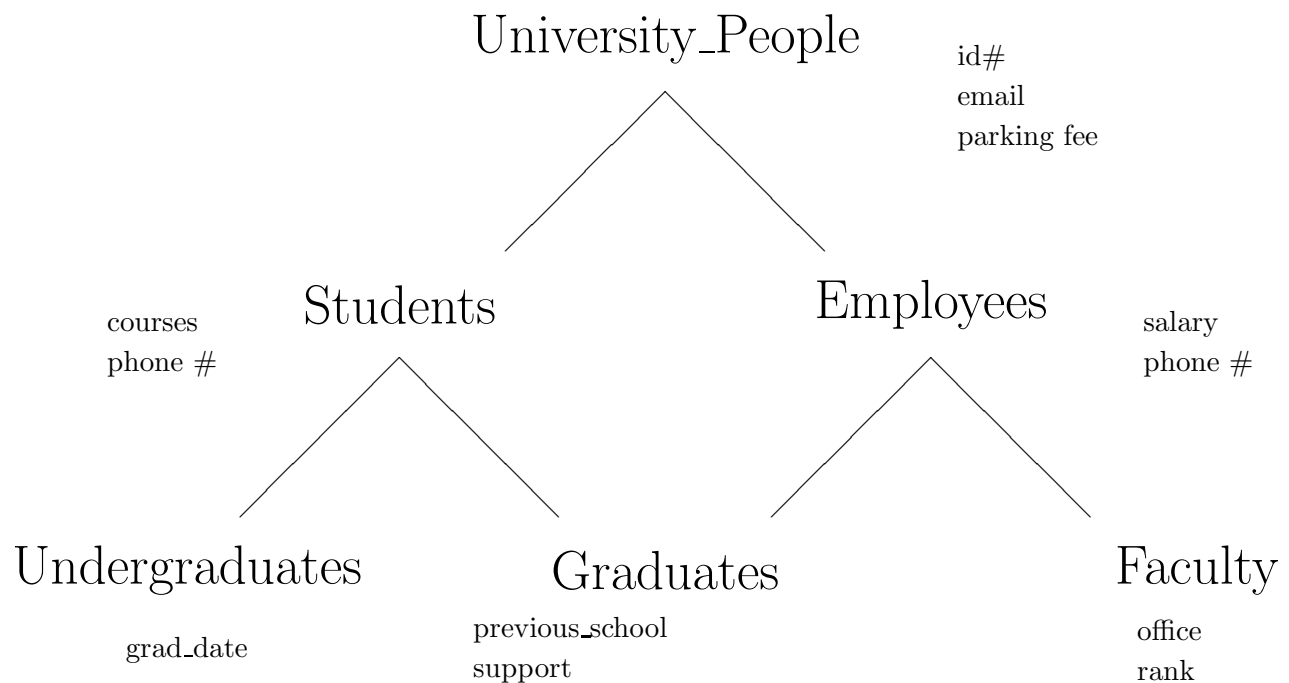 University_People
id#
email
parking fee
Students
Employees
courses
phone #
salary
phone #
Undergraduates
Graduates
Faculty
grad_date
previous_school
support
office
rank